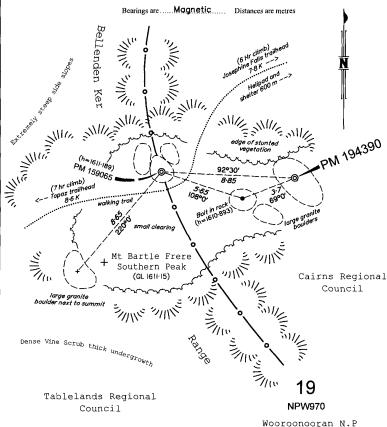 Bearings are......Magnetic...... Distances are metres
Bellenden Ker
(6 Hr climb)
Josephine Falls trailhead
7·8 K -->
Helipad and
shelter 600 m -->
N
Extremely steep side slopes
edge of stunted
vegetation
(h=1611·189)
PM 159065
PM 194390
92°30'
8·85
(7 hr climb)
<-- Topaz trailhead
8·6 K
walking trail
5·65
106°0'
3·7
69°0'
Bolt in rock
(h=1610·893)
8·65
220°0'
small clearing
large granite
boulders
Mt Bartle Frere
Southern Peak
(GL 1611·15)
Cairns Regional
Council
large granite
boulder next to summit
Dense Vine Scrub thick undergrowth
Range
19
NPW970
Tablelands Regional
Council
Wooroonooran N.P